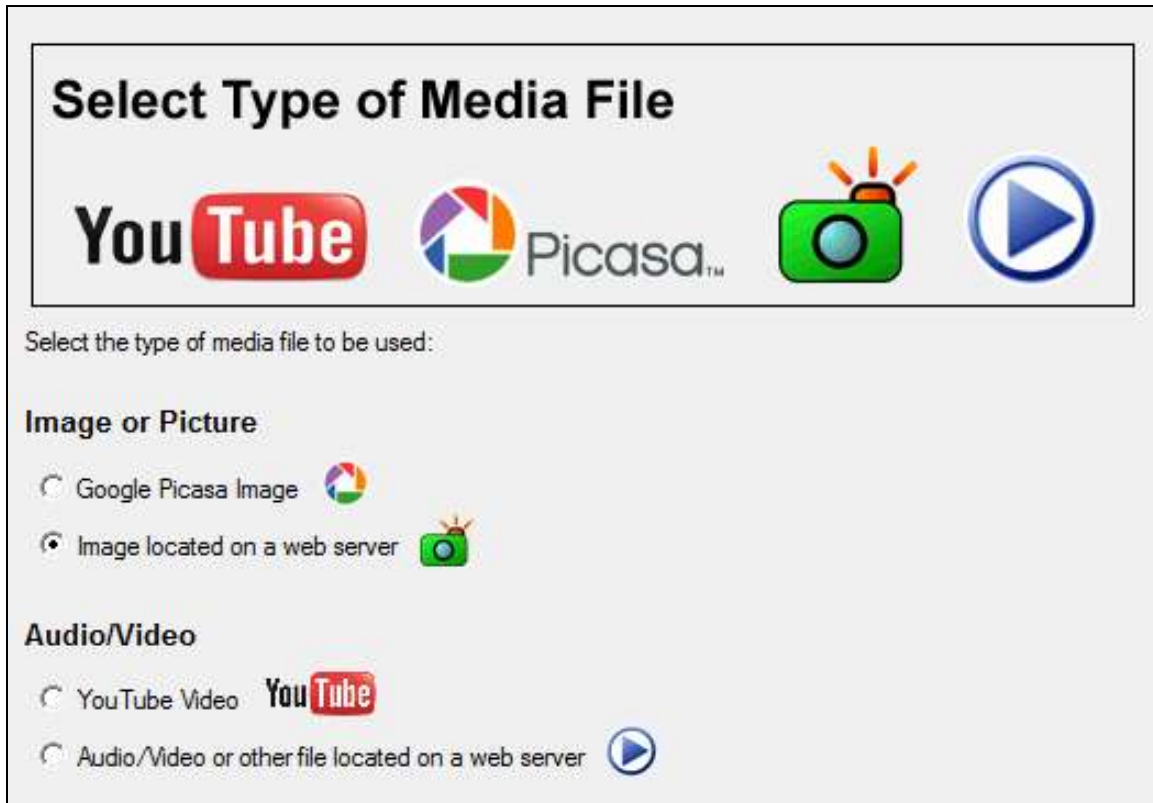 Select Type of Media File
YouTube Picasa™
Select the type of media file to be used:
Image or Picture
Google Picasa Image
Image located on a web server
Audio/Video
YouTube Video YouTube
Audio/Video or other file located on a web server